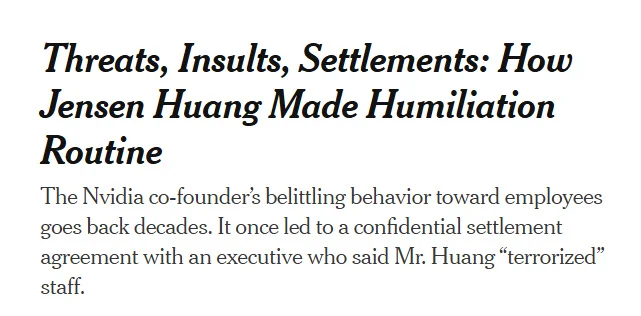 Threats, Insults, Settlements: How
Jensen Huang Made Humiliation
Routine
The Nvidia co-founder’s belittling behavior toward employees
goes back decades. It once led to a confidential settlement
agreement with an executive who said Mr. Huang “terrorized”
staff.